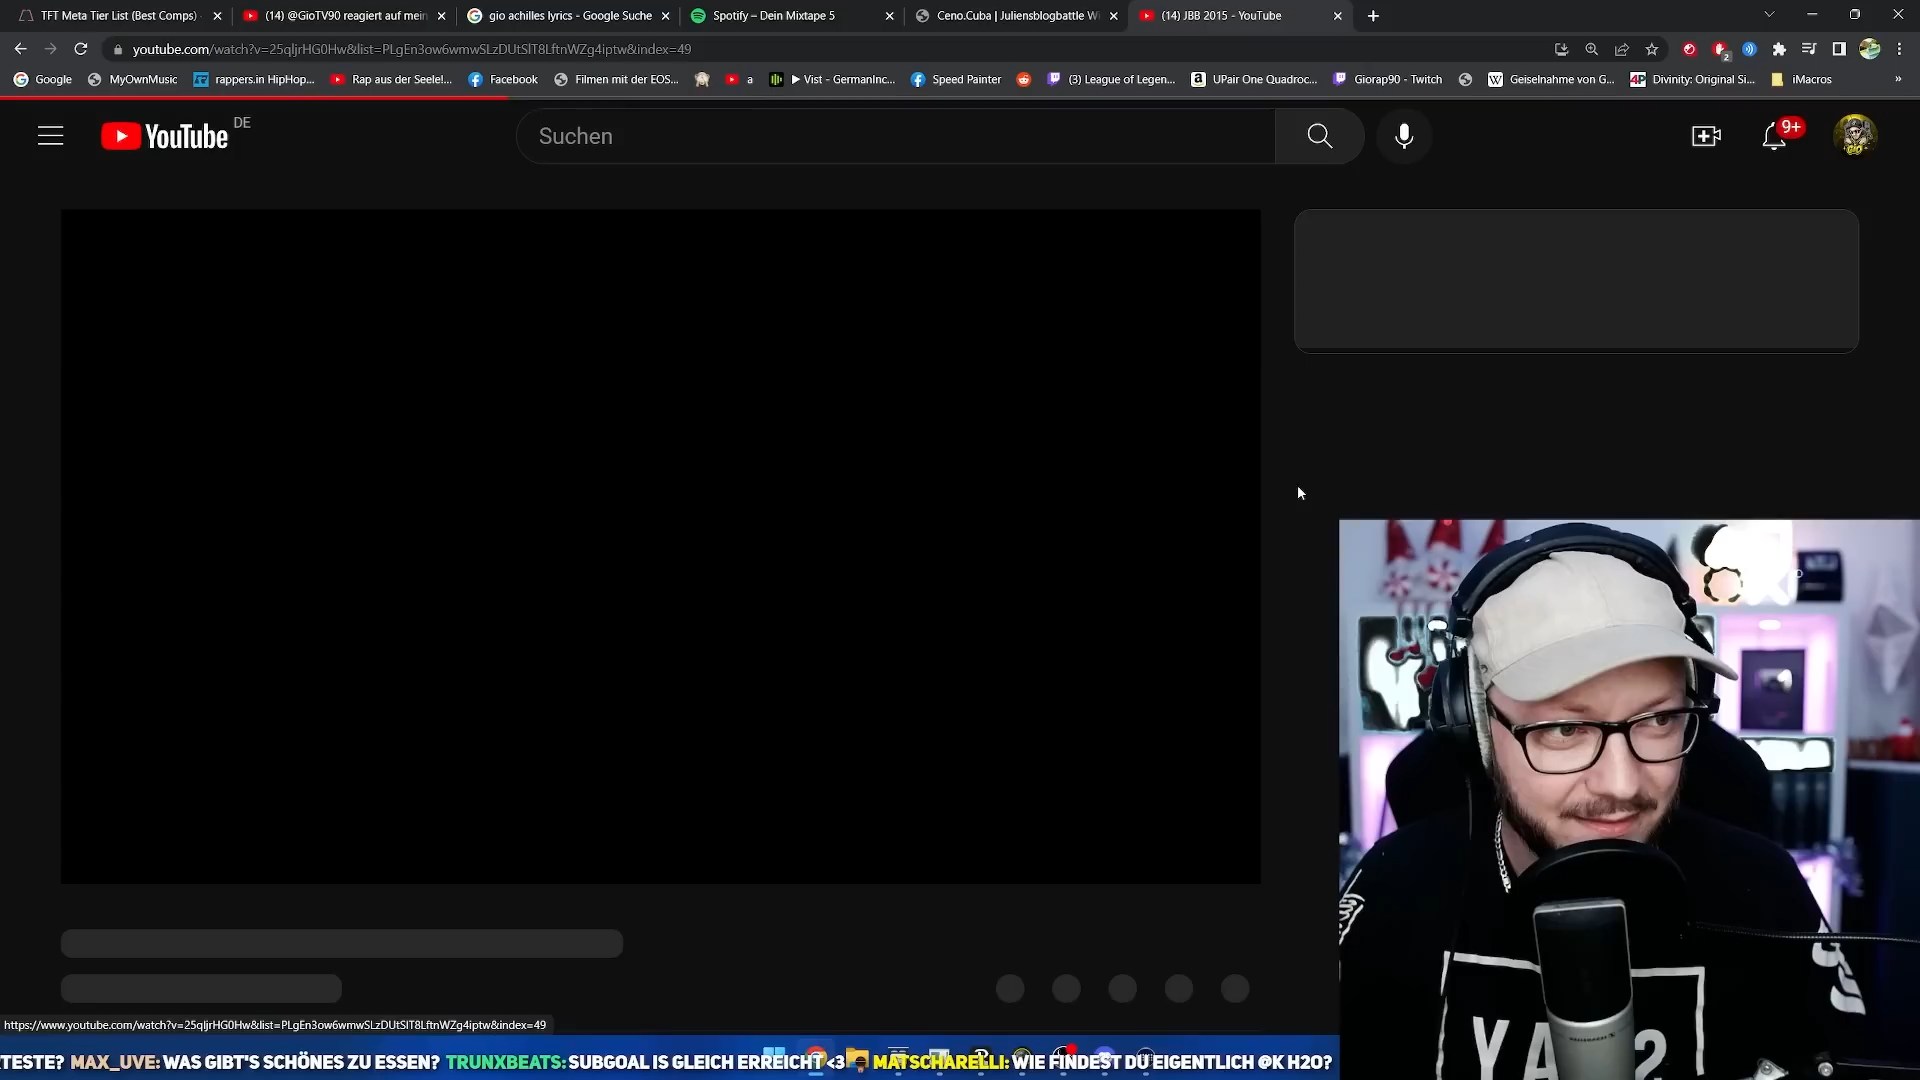 TFT Meta Tier List (Best Comps)
(14) @GioTV90 reagiert auf mein
gio achilles lyrics - Google Suche
Spotify – Dein Mixtape 5
Ceno.Cuba | Juliensblogbattle Wi
(14) JBB 2015 - YouTube
youtube.com/watch?v=25qljrHG0Hw&list=PLgEn3ow6wmwSLzDUtSlT8LftnWZg4iptw&index=49
Google
MyOwnMusic
rappers.in HipHop...
Rap aus der Seele!...
Facebook
Filmen mit der EOS...
a
Vist - GermanInc...
Speed Painter
(3) League of Legen...
UPair One Quadroc...
Giorap90 - Twitch
Geiselnahme von G...
Divinity: Original Si...
iMacros
»
YouTube DE
Suchen
9+
https://www.youtube.com/watch?v=25qljrHG0Hw&list=PLgEn3ow6wmwSLzDUtSlT8LftnWZg4iptw&index=49
TESTE? MAX_UVE: WAS GIBT'S SCHÖNES ZU ESSEN? TRUNXBEATS: SUBGOAL IS GLEICH ERREICHT <3 MATSCHARELLI: WIE FINDEST DU EIGENTLICH @K H2O?